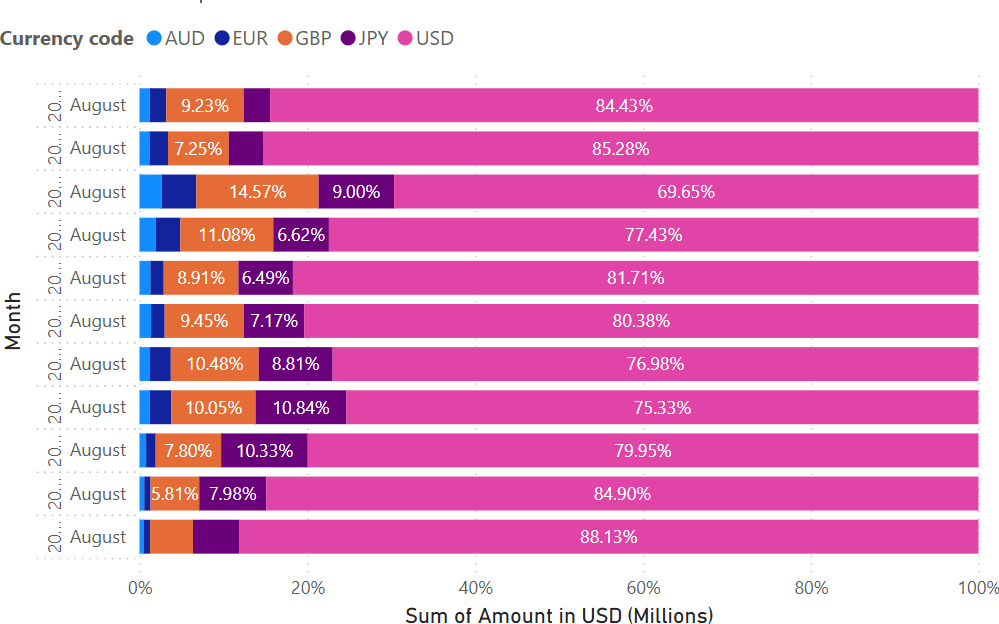 Currency code AUD EUR GBP JPY USD
20... August 9.23% 84.43%
20... August 7.25% 85.28%
20... August 14.57% 9.00% 69.65%
20... August 11.08% 6.62% 77.43%
20... August 8.91% 6.49% 81.71%
20... August 9.45% 7.17% 80.38%
20... August 10.48% 8.81% 76.98%
20... August 10.05% 10.84% 75.33%
20... August 7.80% 10.33% 79.95%
20... August 5.81% 7.98% 84.90%
20... August 88.13%
Month
0% 20% 40% 60% 80% 100%
Sum of Amount in USD (Millions)